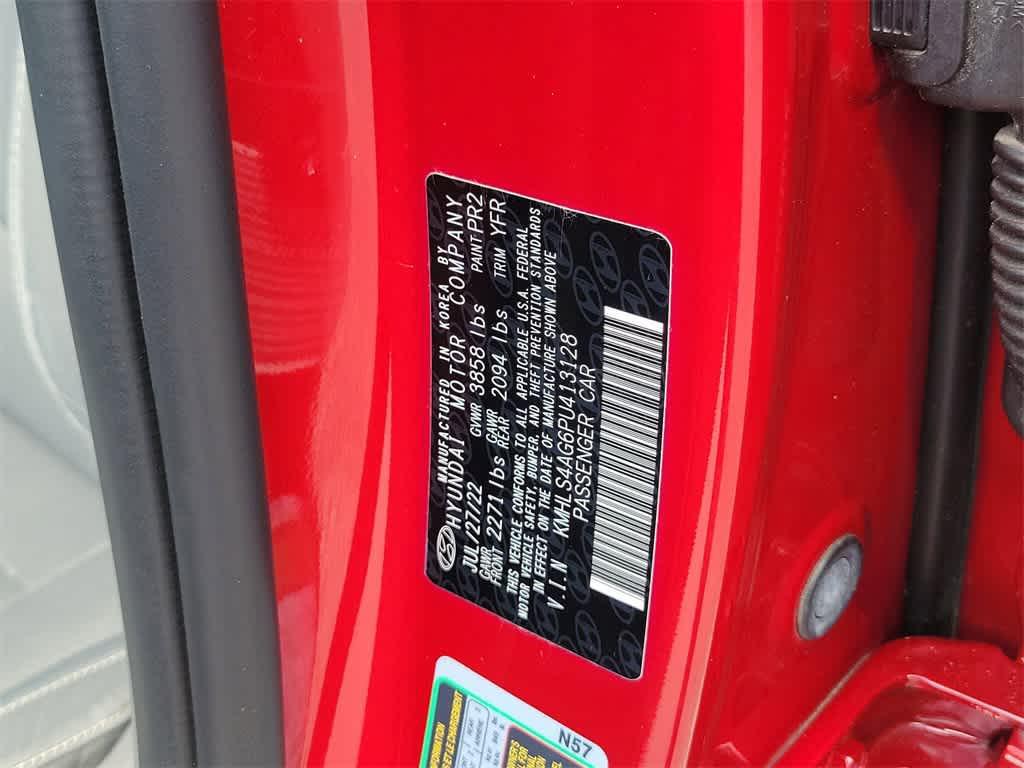 MANUFACTURED IN KOREA BY
HYUNDAI MOTOR COMPANY
JUL/27/22 GVWR 3858 lbs PAINT PR2
GAWR FRONT 2271 lbs GAWR REAR 2094 lbs TRIM YFR
THIS VEHICLE CONFORMS TO ALL APPLICABLE U.S.A. FEDERAL
MOTOR VEHICLE SAFETY, BUMPER, AND THEFT PREVENTION STANDARDS
IN EFFECT ON THE DATE OF MANUFACTURE SHOWN ABOVE
V.I.N KMHLS4AG6PU413128
PASSENGER CAR
N57